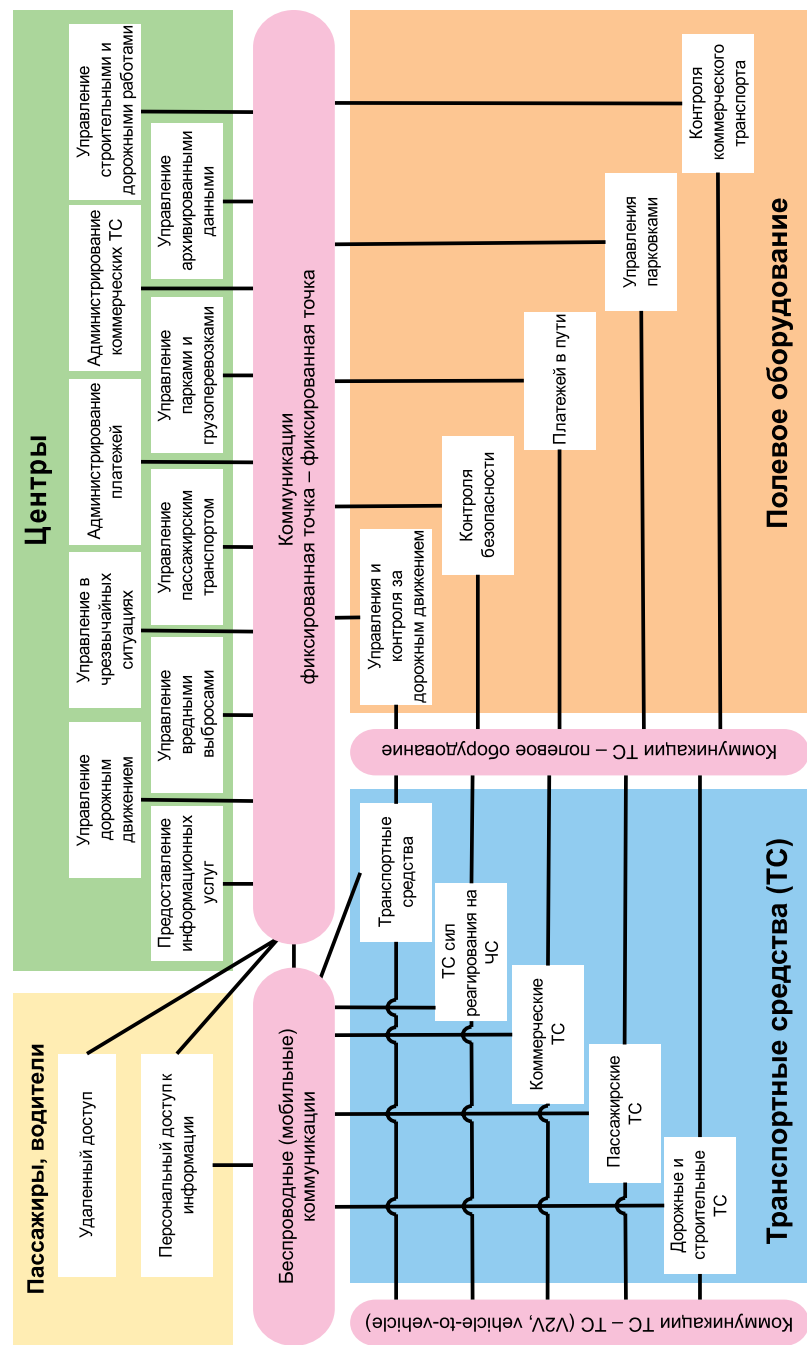 Пассажиры, водители
Удаленный доступ
Персональный доступ к
информации
Центры
Управление
дорожным
движением
Управление в
чрезвычайных
ситуациях
Администрирование
платежей
Администрирование
коммерческих ТС
Управление
строительными и
дорожными работами
Предоставление
информационных
услуг
Управление
вредными
выбросами
Управление
пассажирским
транспортом
Управление
парками и
грузоперевозками
Управление
архивированными
данными
Беспроводные (мобильные)
коммуникации
Коммуникации
фиксированная точка – фиксированная точка
Коммуникации ТС – ТС (V2V, vehicle-to-vehicle)
Транспортные
средства
ТС сил
реагирования на
ЧС
Коммерческие
ТС
Пассажирские
ТС
Дорожные и
строительные
ТС
Транспортные средства (ТС)
Коммуникации ТС – полевое оборудование
Управления и
контроля за
дорожным движением
Контроля
безопасности
Платежей в пути
Управления
парковками
Контроля
коммерческого
транспорта
Полевое оборудование